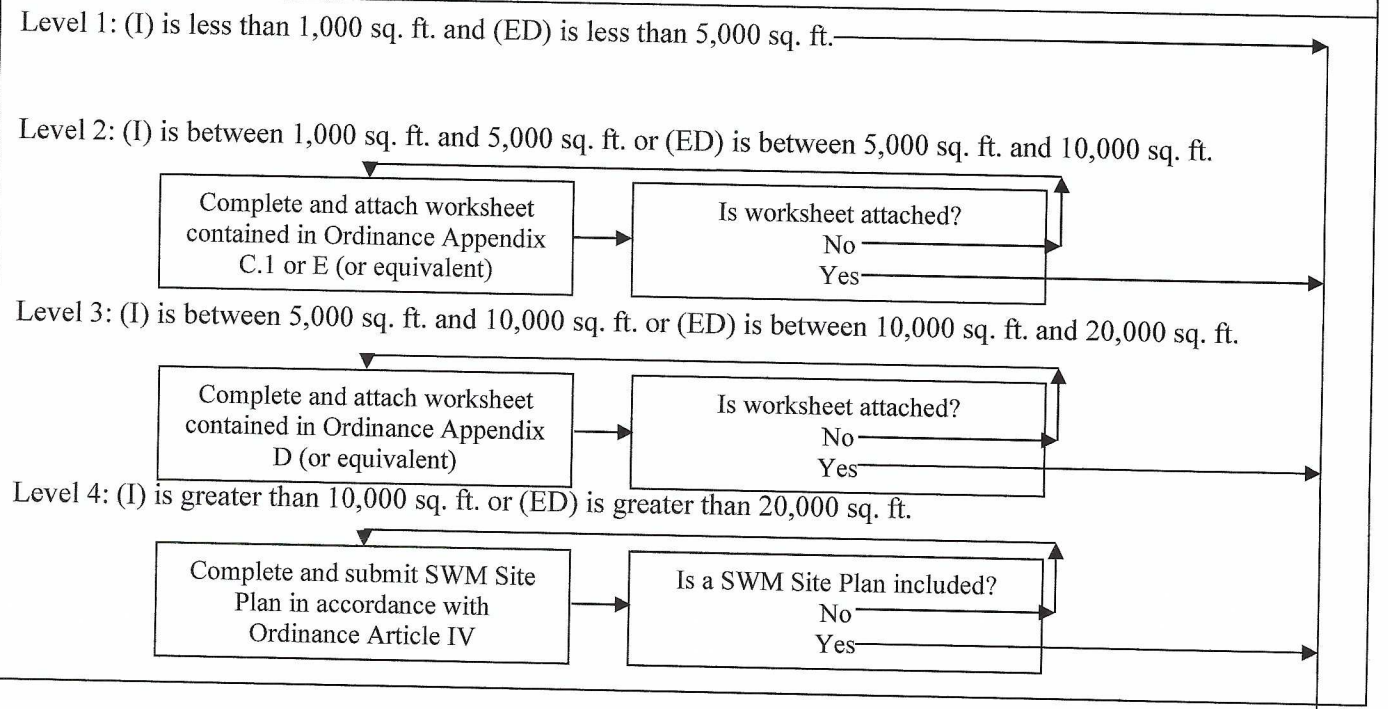 Level 1: (I) is less than 1,000 sq. ft. and (ED) is less than 5,000 sq. ft.
Level 2: (I) is between 1,000 sq. ft. and 5,000 sq. ft. or (ED) is between 5,000 sq. ft. and 10,000 sq. ft.
Complete and attach worksheet
contained in Ordinance Appendix
C.1 or E (or equivalent)
Is worksheet attached?
No
Yes
Level 3: (I) is between 5,000 sq. ft. and 10,000 sq. ft. or (ED) is between 10,000 sq. ft. and 20,000 sq. ft.
Complete and attach worksheet
contained in Ordinance Appendix
D (or equivalent)
Is worksheet attached?
No
Yes
Level 4: (I) is greater than 10,000 sq. ft. or (ED) is greater than 20,000 sq. ft.
Complete and submit SWM Site
Plan in accordance with
Ordinance Article IV
Is a SWM Site Plan included?
No
Yes